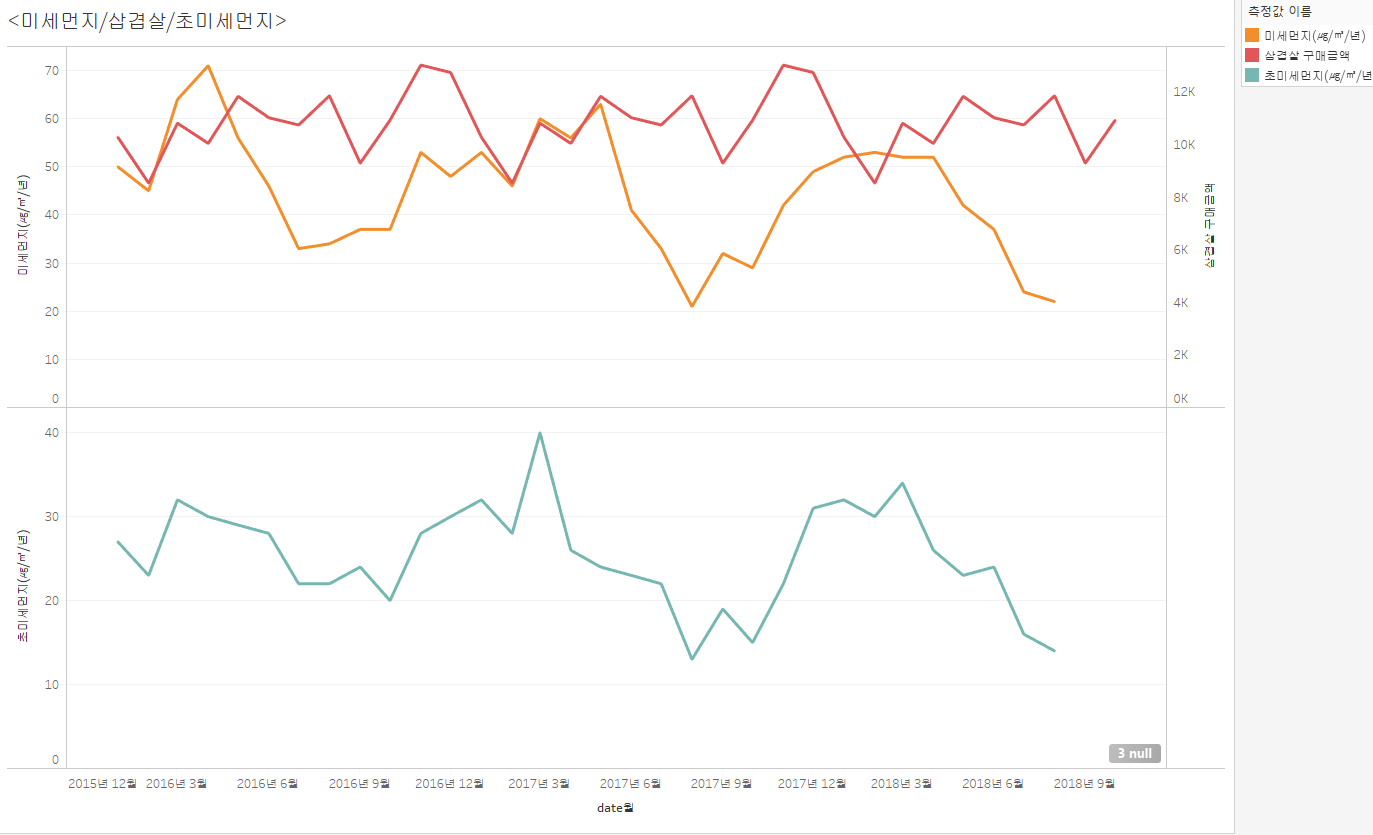 <미세먼지/삽겹살/초미세먼지>
측정값 이름
미세먼지(㎍/㎥/년)
삼겹살 구매금액
초미세먼지(㎍/㎥/년
미세먼지(㎍/㎥/년)
70
60
50
40
30
20
10
0
12K
10K
8K
6K
4K
2K
0K
삼겹살 구매금액
초미세먼지(㎍/㎥/년)
40
30
20
10
0
3 null
2015년 12월 2016년 3월 2016년 6월 2016년 9월 2016년 12월 2017년 3월 2017년 6월 2017년 9월 2017년 12월 2018년 3월 2018년 6월 2018년 9월
date월